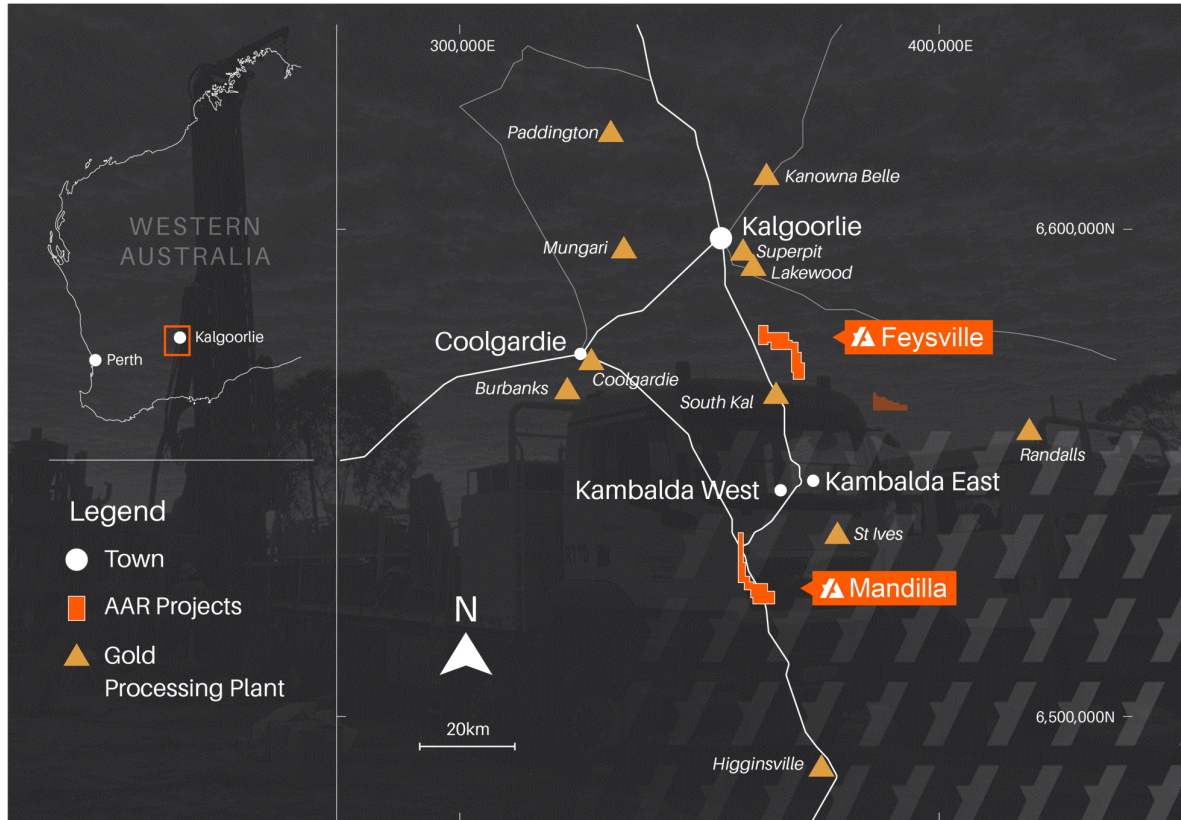 300,000E
400,000E
Paddington
Kanowna Belle
WESTERN
AUSTRALIA
Kalgoorlie
6,600,000N
Mungari
Superpit
Lakewood
Kalgoorlie
Perth
Feysville
Coolgardie
Coolgardie
Burbanks
South Kal
Randalls
Kambalda West
Kambalda East
Legend
Town
AAR Projects
Gold
Processing Plant
St Ives
Mandilla
N
20km
6,500,000N
Higginsville